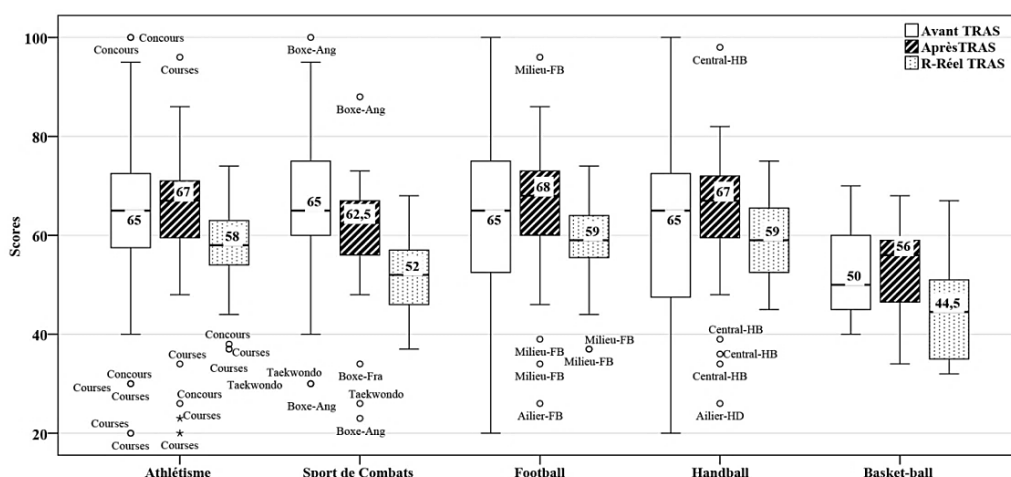 Avant TRAS
AprèsTRAS
R-Réel TRAS
Scores
100
80
60
40
20
Concours
Concours
Courses
65
67
58
Concours
Courses
Courses
Courses
Concours
Courses
Courses
Concours
Courses
Courses
Courses
Courses
Boxe-Ang
Boxe-Ang
65
62,5
52
Taekwondo
Taekwondo
Boxe-Ang
Boxe-Fra
Taekwondo
Boxe-Ang
Milieu-FB
65
68
59
Milieu-FB
Milieu-FB
Milieu-FB
Milieu-FB
Ailier-FB
Central-HB
65
67
59
Central-HB
Central-HB
Central-HB
Ailier-HD
50
56
44,5
Athlétisme
Sport de Combats
Football
Handball
Basket-ball